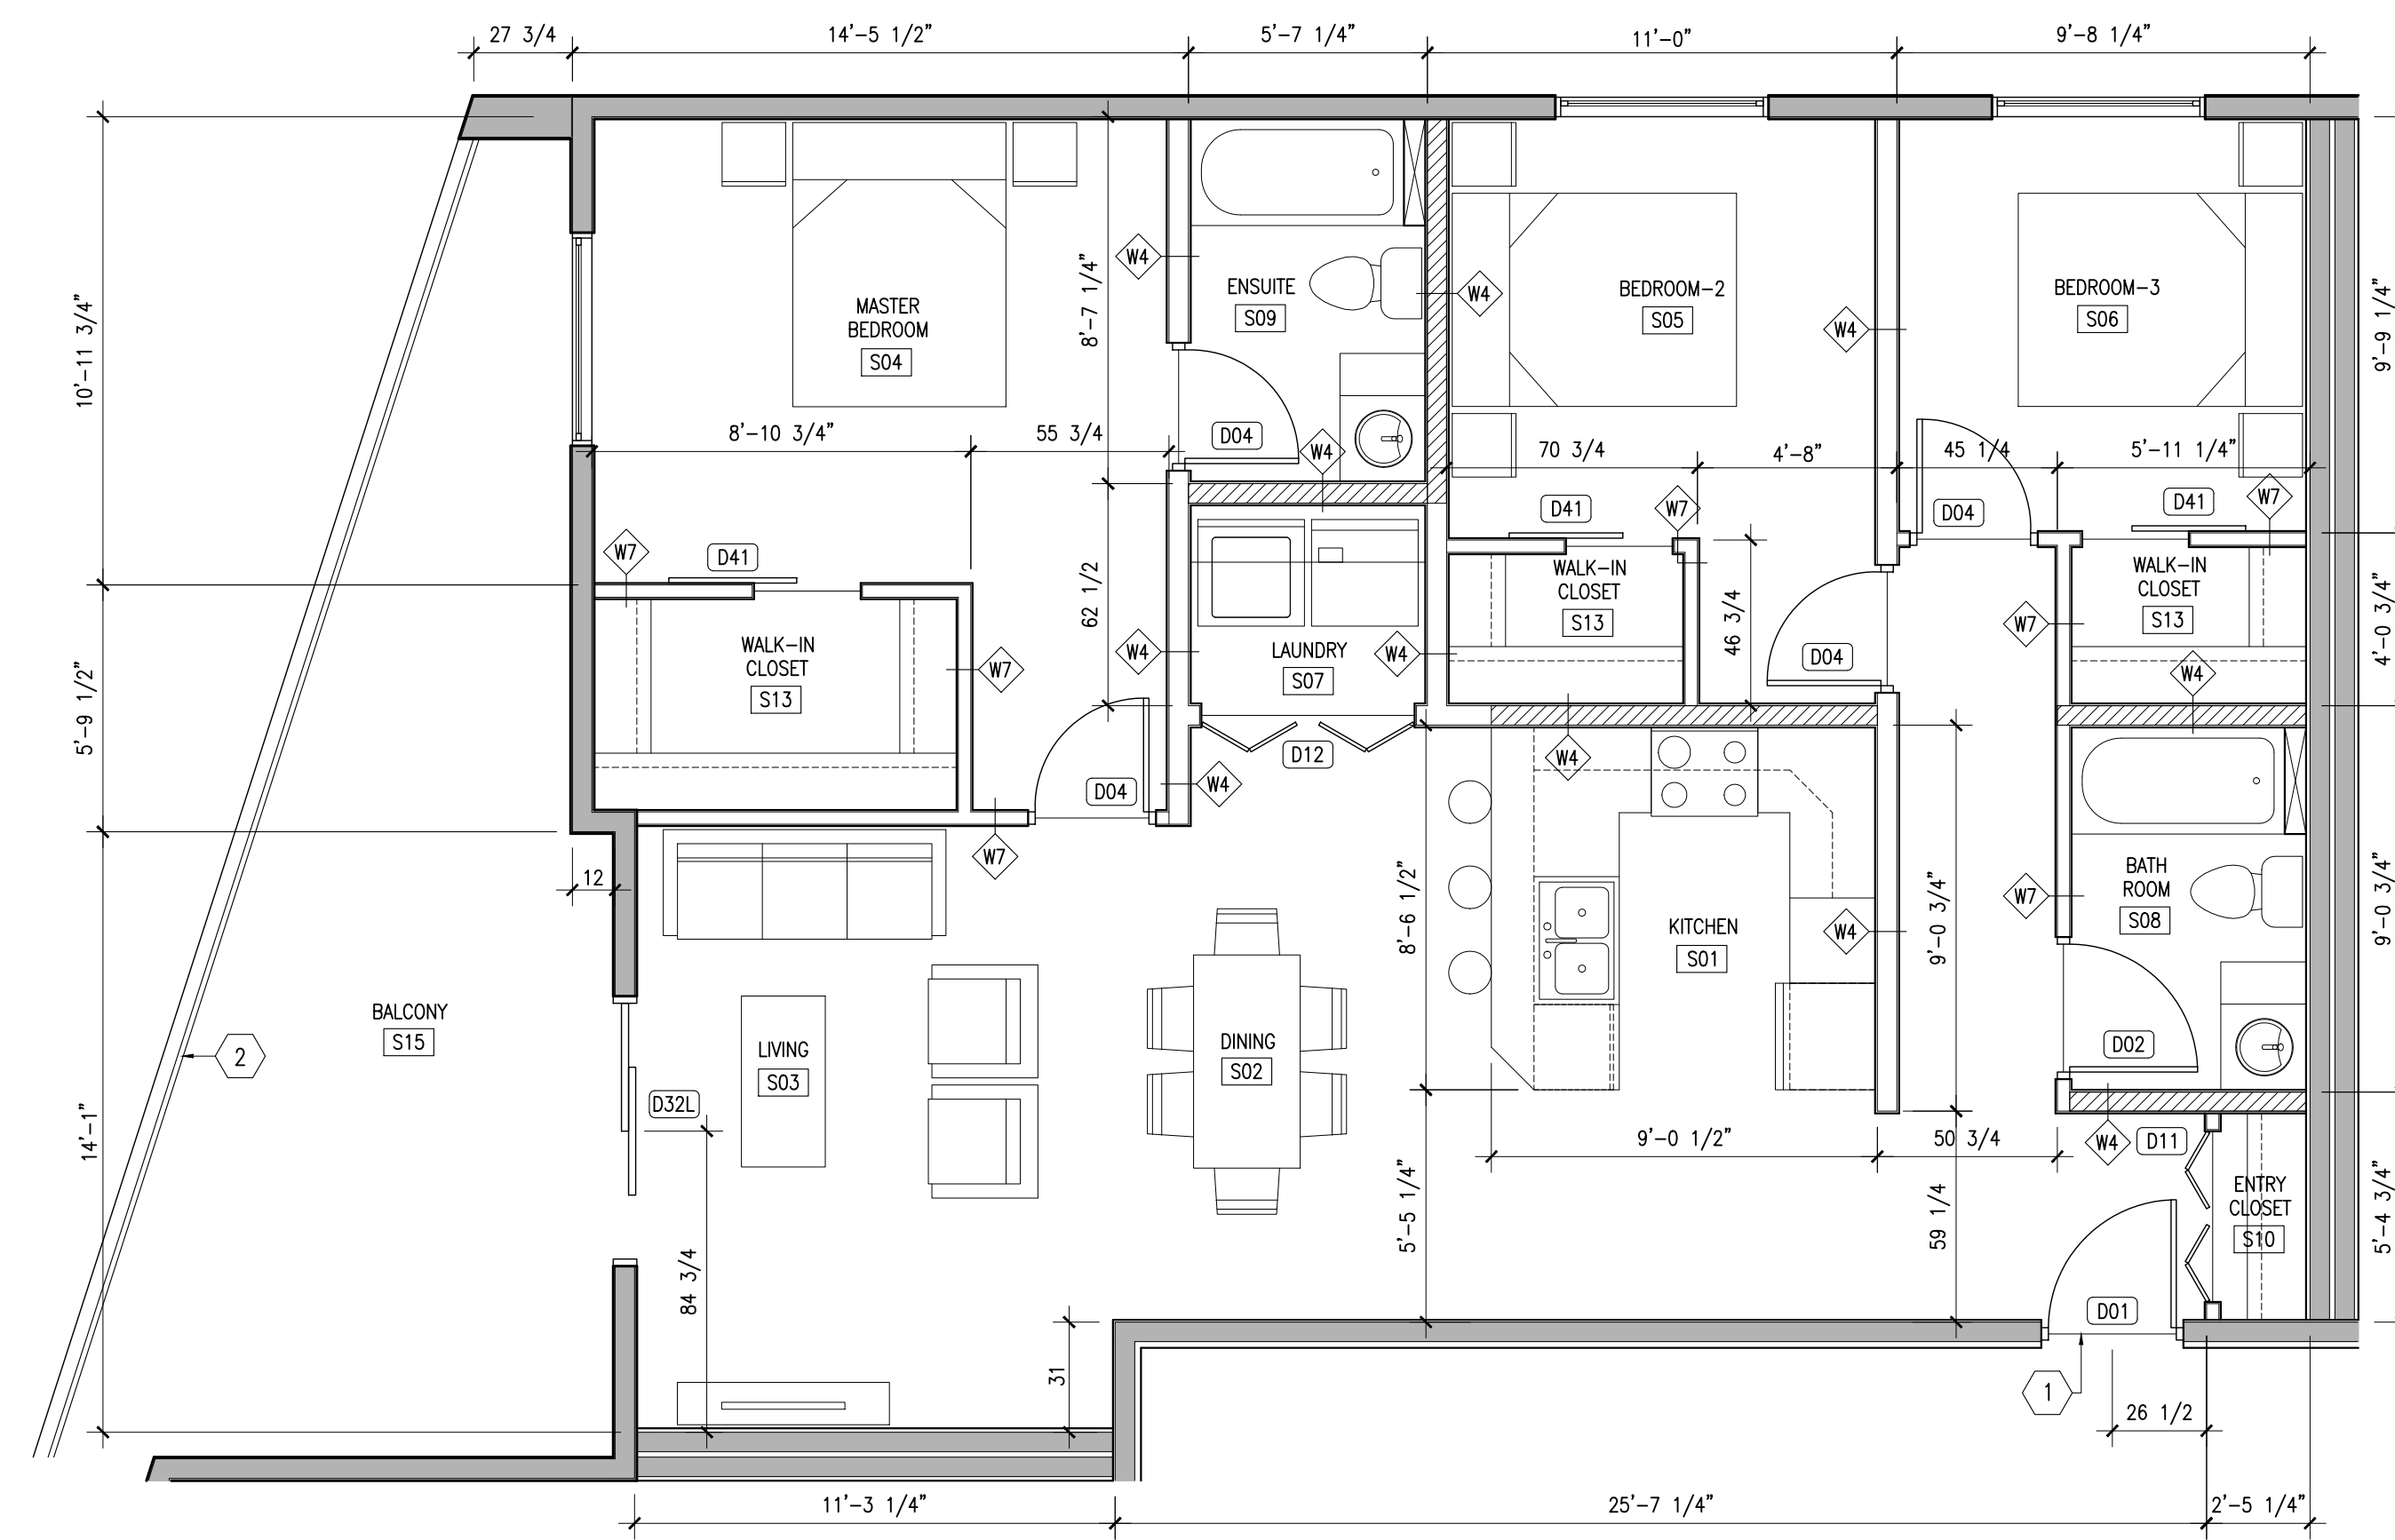 27 3/4
14'-5 1/2"
5'-7 1/4"
11'-0"
9'-8 1/4"
10'-11 3/4"
5'-9 1/2"
14'-1"
MASTER
BEDROOM
S04
8'-7 1/4"
W4
ENSUITE
S09
W4
BEDROOM-2
S05
W4
BEDROOM-3
S06
9'-9 1/4"
8'-10 3/4"
55 3/4
D04
W4
70 3/4
4'-8"
45 1/4
5'-11 1/4"
W7
D41
D41
W7
D04
D41
W7
62 1/2
WALK-IN
CLOSET
S13
W7
W4
LAUNDRY
S07
W4
WALK-IN
CLOSET
S13
46 3/4
D04
W7
WALK-IN
CLOSET
S13
W4
4'-0 3/4"
D04
W4
D12
W4
W7
12
8'-6 1/2"
KITCHEN
S01
W4
9'-0 3/4"
W7
BATH
ROOM
S08
9'-0 3/4"
BALCONY
S15
2
D32L
LIVING
S03
DINING
S02
D02
9'-0 1/2"
50 3/4
W4
D11
84 3/4
5'-5 1/4"
59 1/4
ENTRY
CLOSET
S10
5'-4 3/4"
D01
31
1
26 1/2
11'-3 1/4"
25'-7 1/4"
2'-5 1/4"